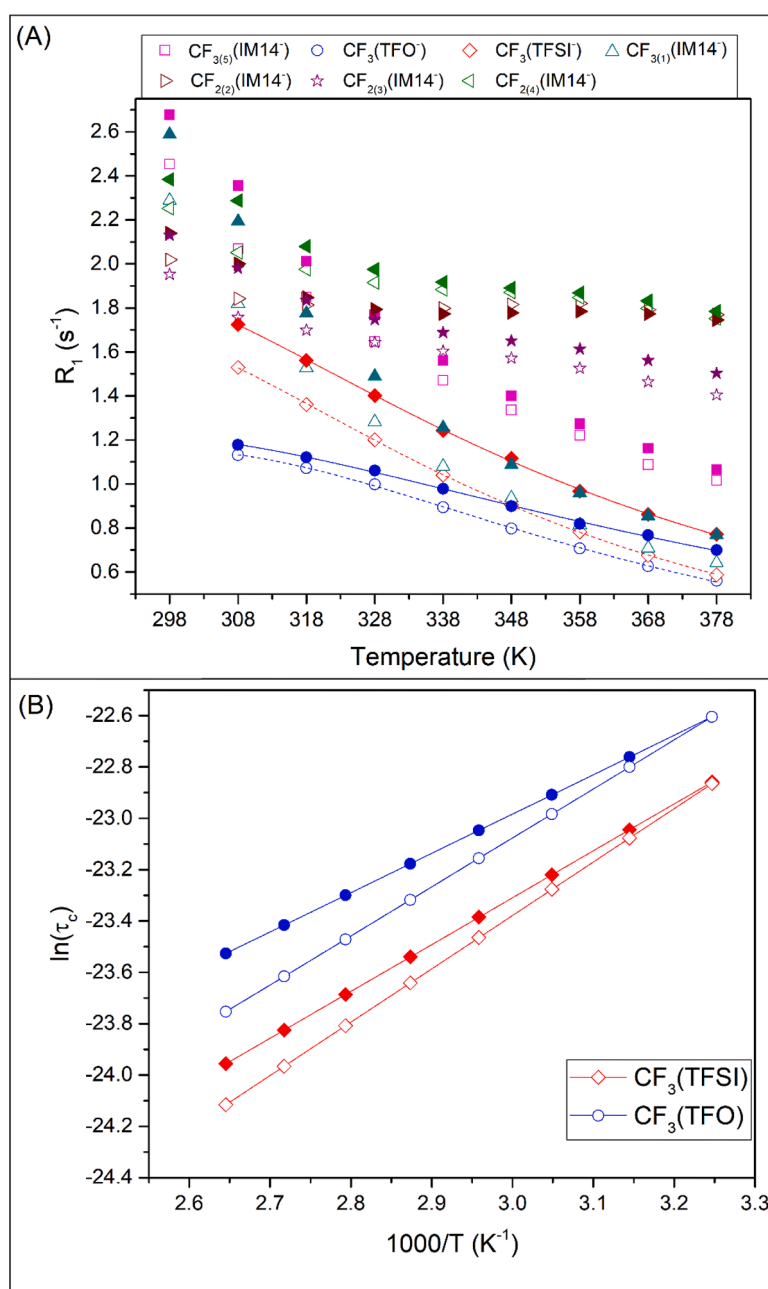 (A)
CF3(5)(IM14-) CF3(TFO-) CF3(TFSI-) CF3(1)(IM14-)
CF2(2)(IM14-) CF2(3)(IM14-) CF2(4)(IM14-)
2.6
2.4
2.2
2.0
1.8
1.6
1.4
1.2
1.0
0.8
0.6
R1 (s-1)
298 308 318 328 338 348 358 368 378
Temperature (K)
(B)
-22.6
-22.8
-23.0
-23.2
-23.4
-23.6
-23.8
-24.0
-24.2
-24.4
ln(τc)
CF3(TFSI)
CF3(TFO)
2.6 2.7 2.8 2.9 3.0 3.1 3.2 3.3
1000/T (K-1)